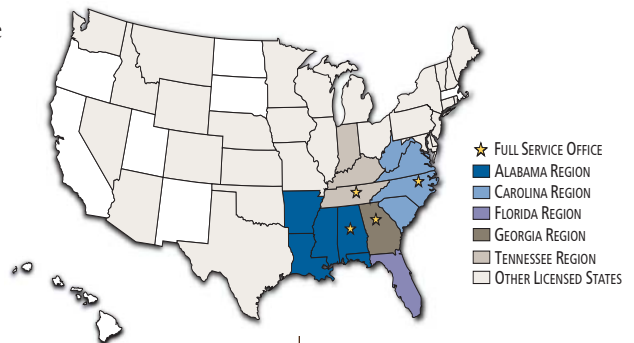 e
FULL SERVICE OFFICE
ALABAMA REGION
CAROLINA REGION
FLORIDA REGION
GEORGIA REGION
TENNESSEE REGION
OTHER LICENSED STATES